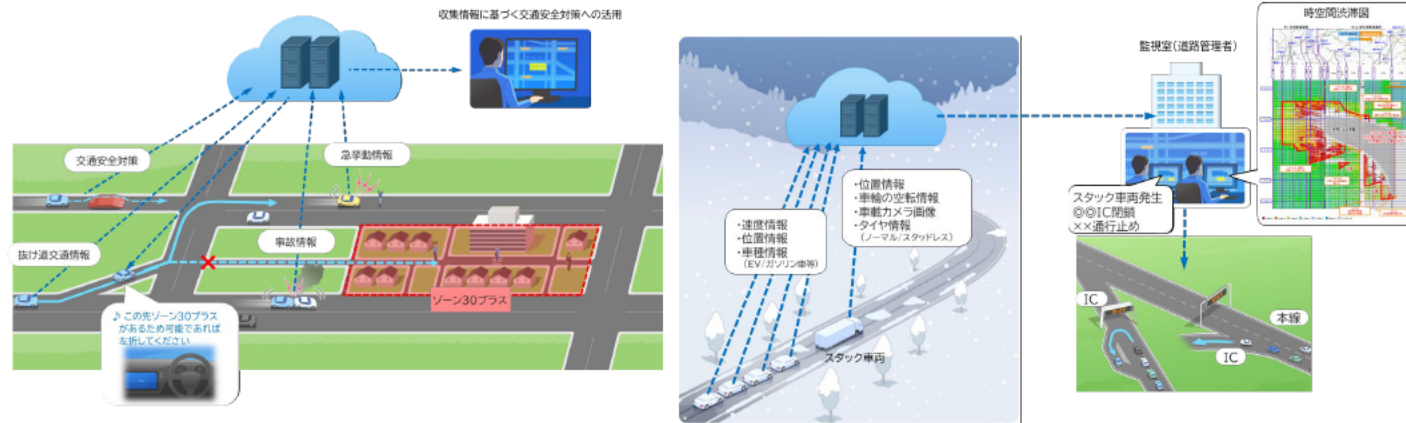 収集情報に基づく交通安全対策への活用
交通安全対策
急挙動情報
事故情報
抜け道交通情報
ゾーン30プラス
♪ この先ゾーン30プラス
があるため可能であれば
左折してください
・速度情報
・位置情報
・車種情報
(EV/ガソリン車等)
・位置情報
・車輪の空転情報
・車載カメラ画像
・タイヤ情報
(ノーマル/スタッドレス)
スタック車両
監視室(道路管理者)
時空間渋滞図
スタック車両発生
◎◎IC閉鎖
××通行止め
IC
本線
IC